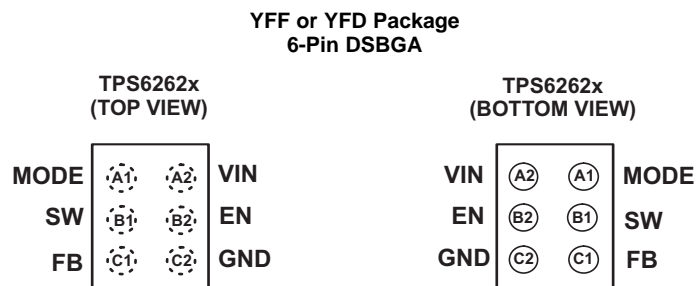 YFF or YFD Package
6-Pin DSBGA
TPS6262x
(TOP VIEW)
MODE A1 A2 VIN
SW B1 B2 EN
FB C1 C2 GND
TPS6262x
(BOTTOM VIEW)
VIN A2 A1 MODE
EN B2 B1 SW
GND C2 C1 FB